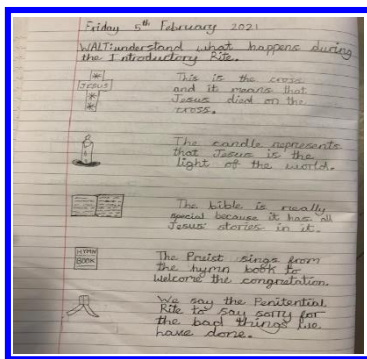 Friday 5th February 2021
WALT: understand what happens during
the Introductory Rite.
JESUS
This is the cross
and it means that
Jesus died on the
cross.
The candle represents
that Jesus is the
light of the world.
The bible is really
special because it has all
Jesus' stories in it.
HYMN
BOOK
The Preist sings from
the hymn book to
welcome the congretation.
We say the Penitential
Rite to say sorry for
the bad things we
have done.